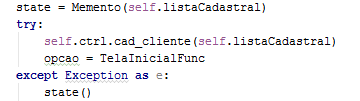 state = Memento(self.listaCadastral)
try:
    self.ctrl.cad_cliente(self.listaCadastral)
    opcao = TelaInicialFunc
except Exception as e:
    state()